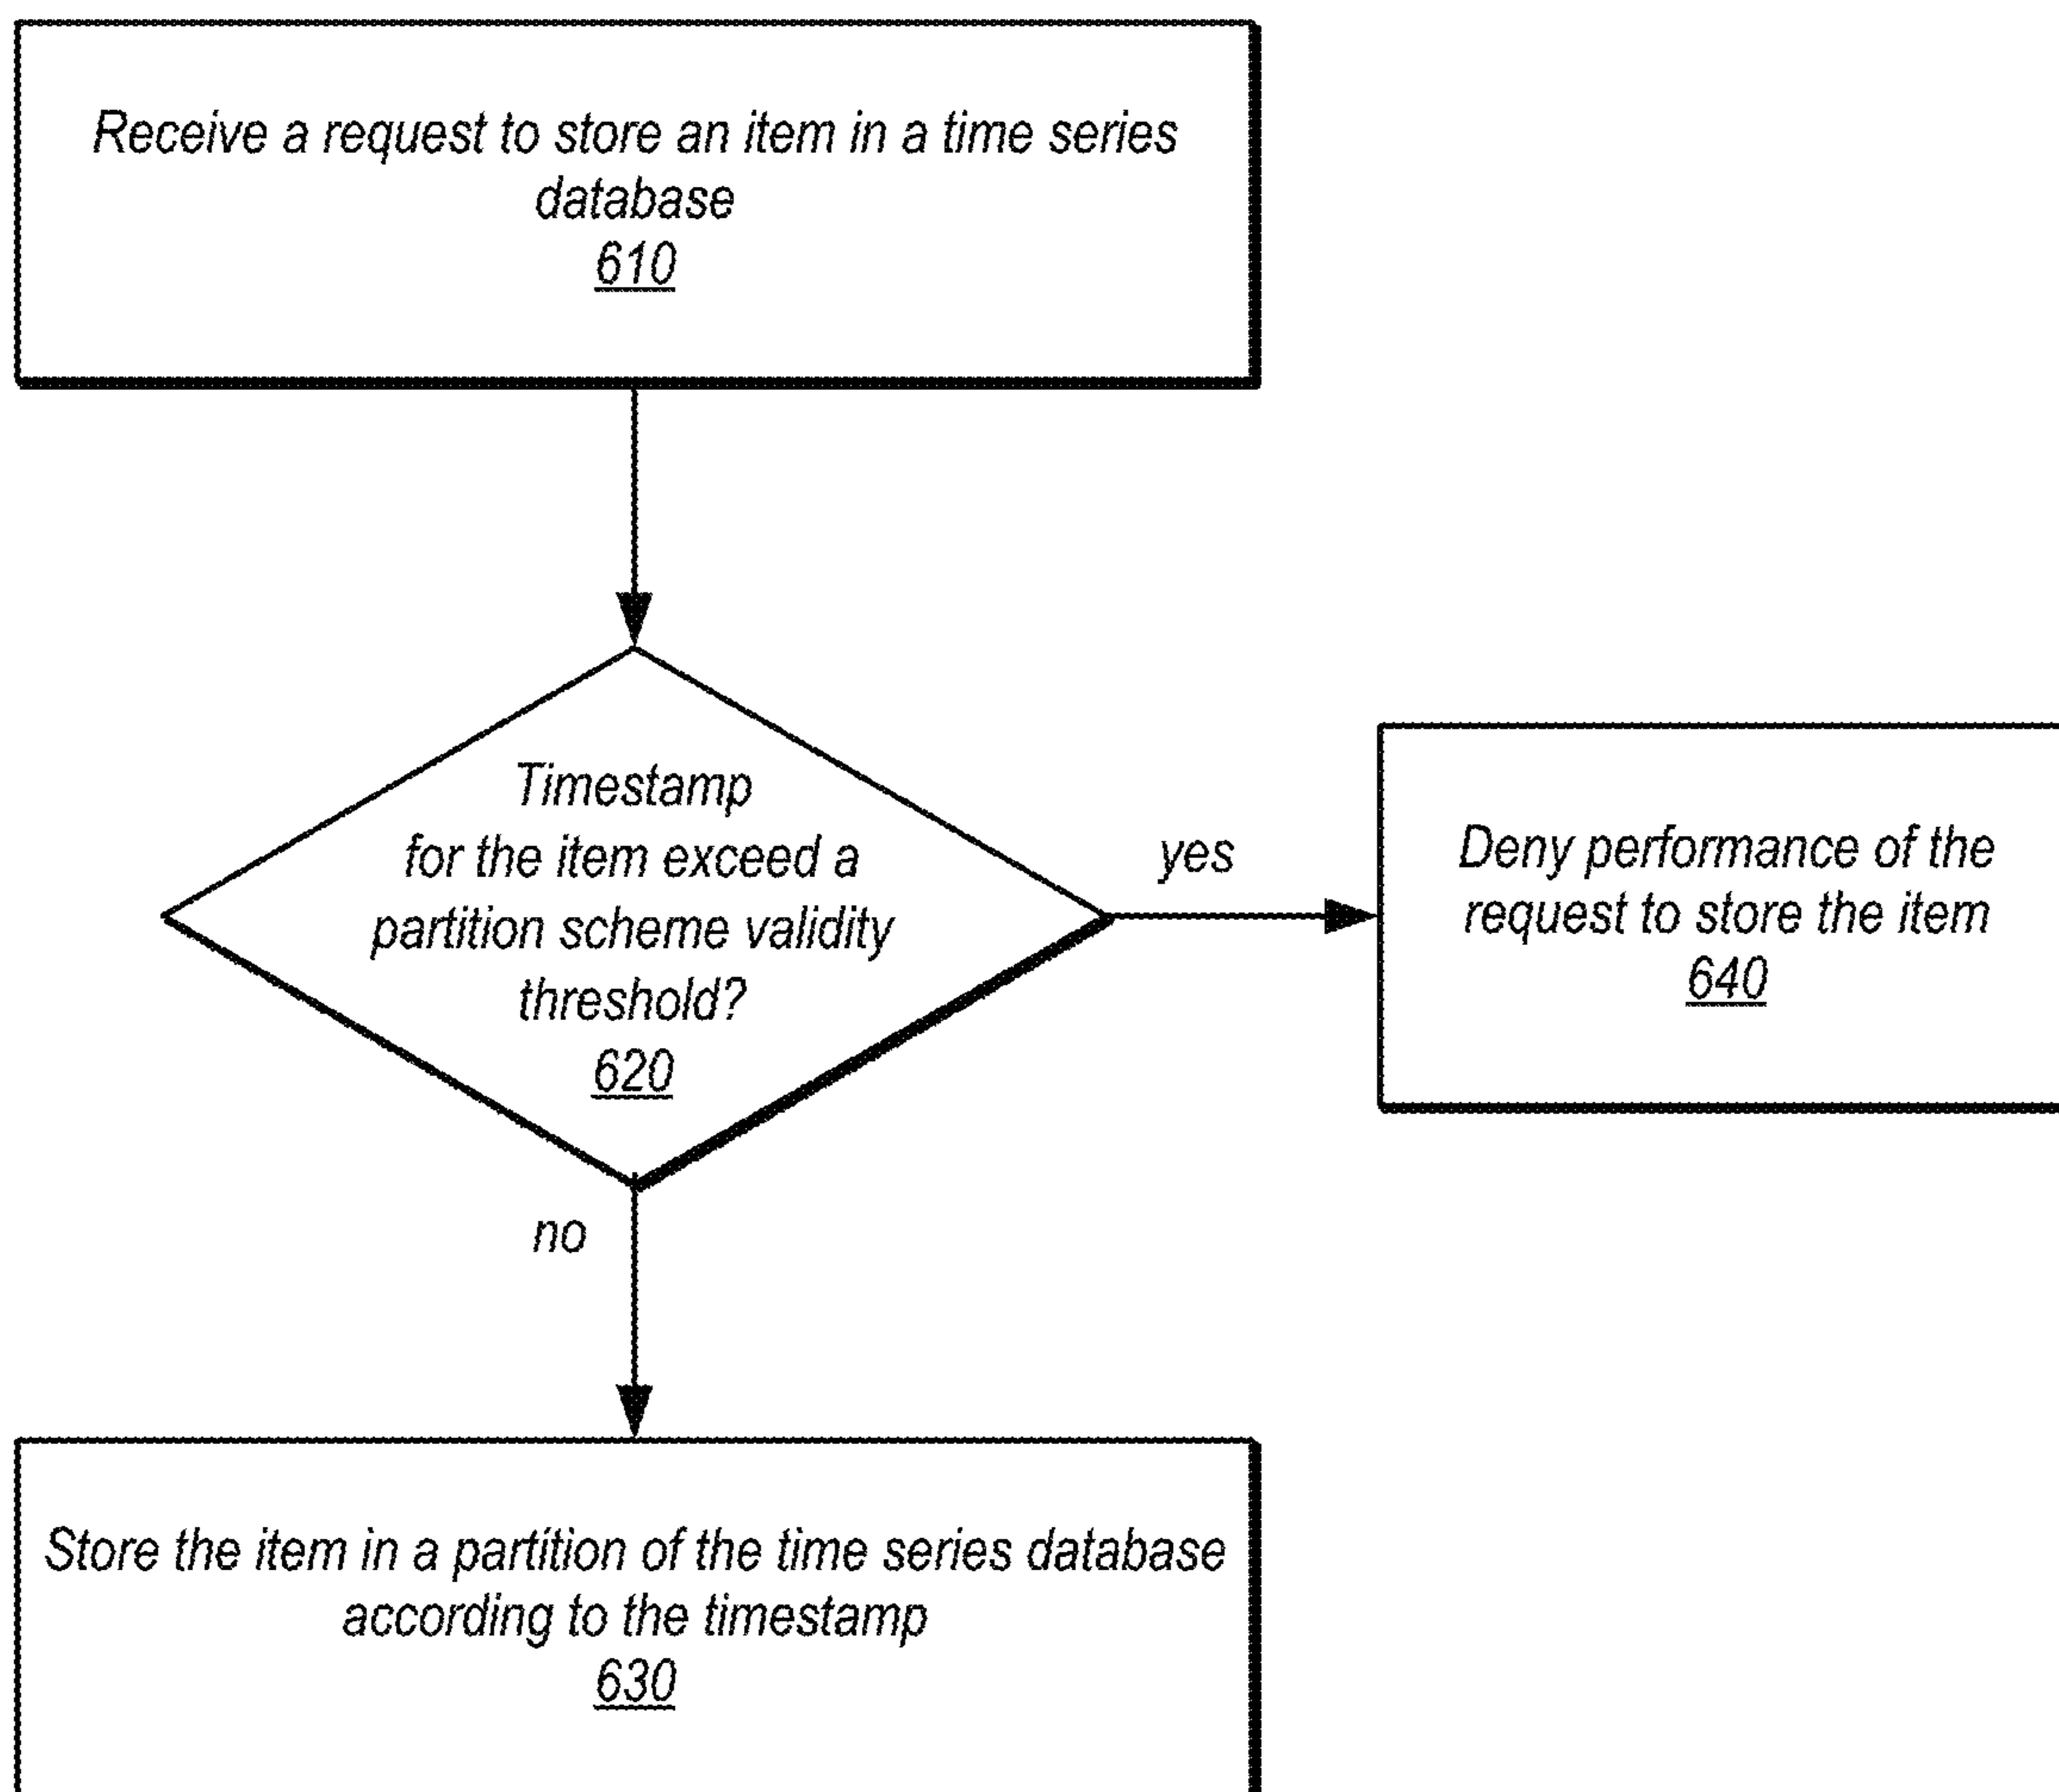 Receive a request to store an item in a time series
database
610
Timestamp
for the item exceed a
partition scheme validity
threshold?
620
yes
Deny performance of the
request to store the item
640
no
Store the item in a partition of the time series database
according to the timestamp
630